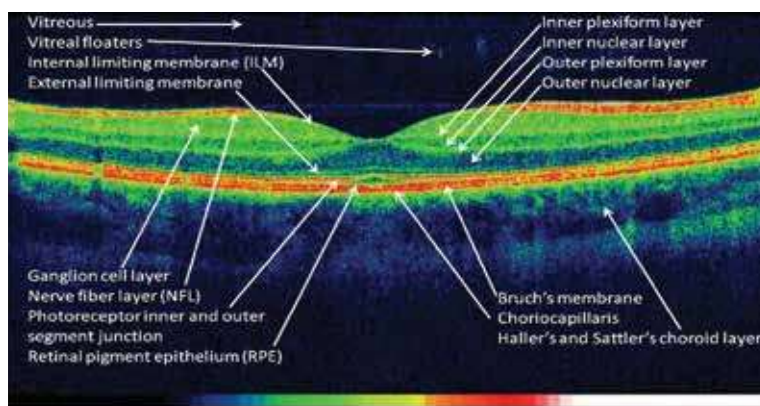 Vitreous
Vitreal floaters
Internal limiting membrane (ILM)
External limiting membrane
Inner plexiform layer
Inner nuclear layer
Outer plexiform layer
Outer nuclear layer
Ganglion cell layer
Nerve fiber layer (NFL)
Photoreceptor inner and outer
segment junction
Retinal pigment epithelium (RPE)
Bruch's membrane
Choriocapillaris
Haller's and Sattler's choroid layer